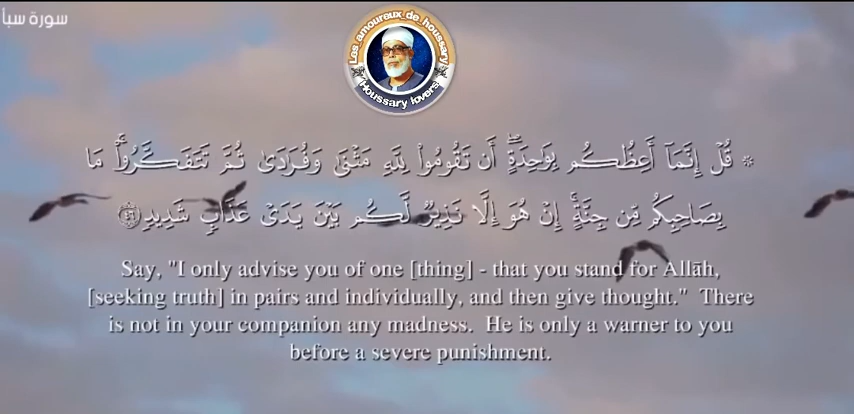 سورة سبأ
Les amoureux de houssary
Houssary lovers
۞ قُلْ إِنَّمَآ أَعِظُكُم بِوَٰحِدَةٍ ۖ أَن تَقُومُوا۟ لِلَّهِ مَثْنَىٰ وَفُرَٰدَىٰ ثُمَّ تَتَفَكَّرُوا۟ ۚ مَا
بِصَاحِبِكُم مِّن جِنَّةٍ ۚ إِنْ هُوَ إِلَّا نَذِيرٌ لَّكُم بَيْنَ يَدَىْ عَذَابٍ شَدِيدٍ ٤٦
Say, "I only advise you of one [thing] - that you stand for Allāh,
[seeking truth] in pairs and individually, and then give thought." There
is not in your companion any madness. He is only a warner to you
before a severe punishment.